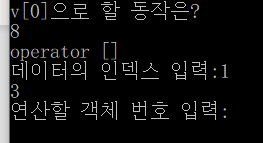 v[0]으로 할 동작은?
8
operator []
데이터의 인덱스 입력:1
3
연산할 객체 번호 입력: